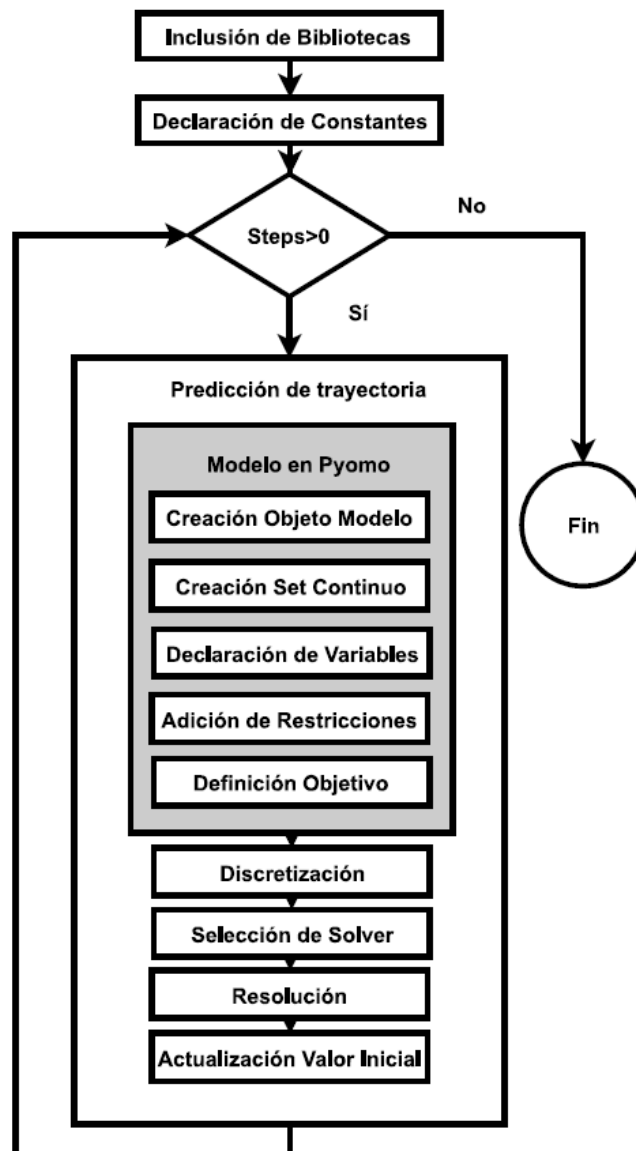 Inclusión de Bibliotecas
Declaración de Constantes
Steps>0
No
Sí
Predicción de trayectoria
Modelo en Pyomo
Creación Objeto Modelo
Creación Set Continuo
Declaración de Variables
Adición de Restricciones
Definición Objetivo
Fin
Discretización
Selección de Solver
Resolución
Actualización Valor Inicial